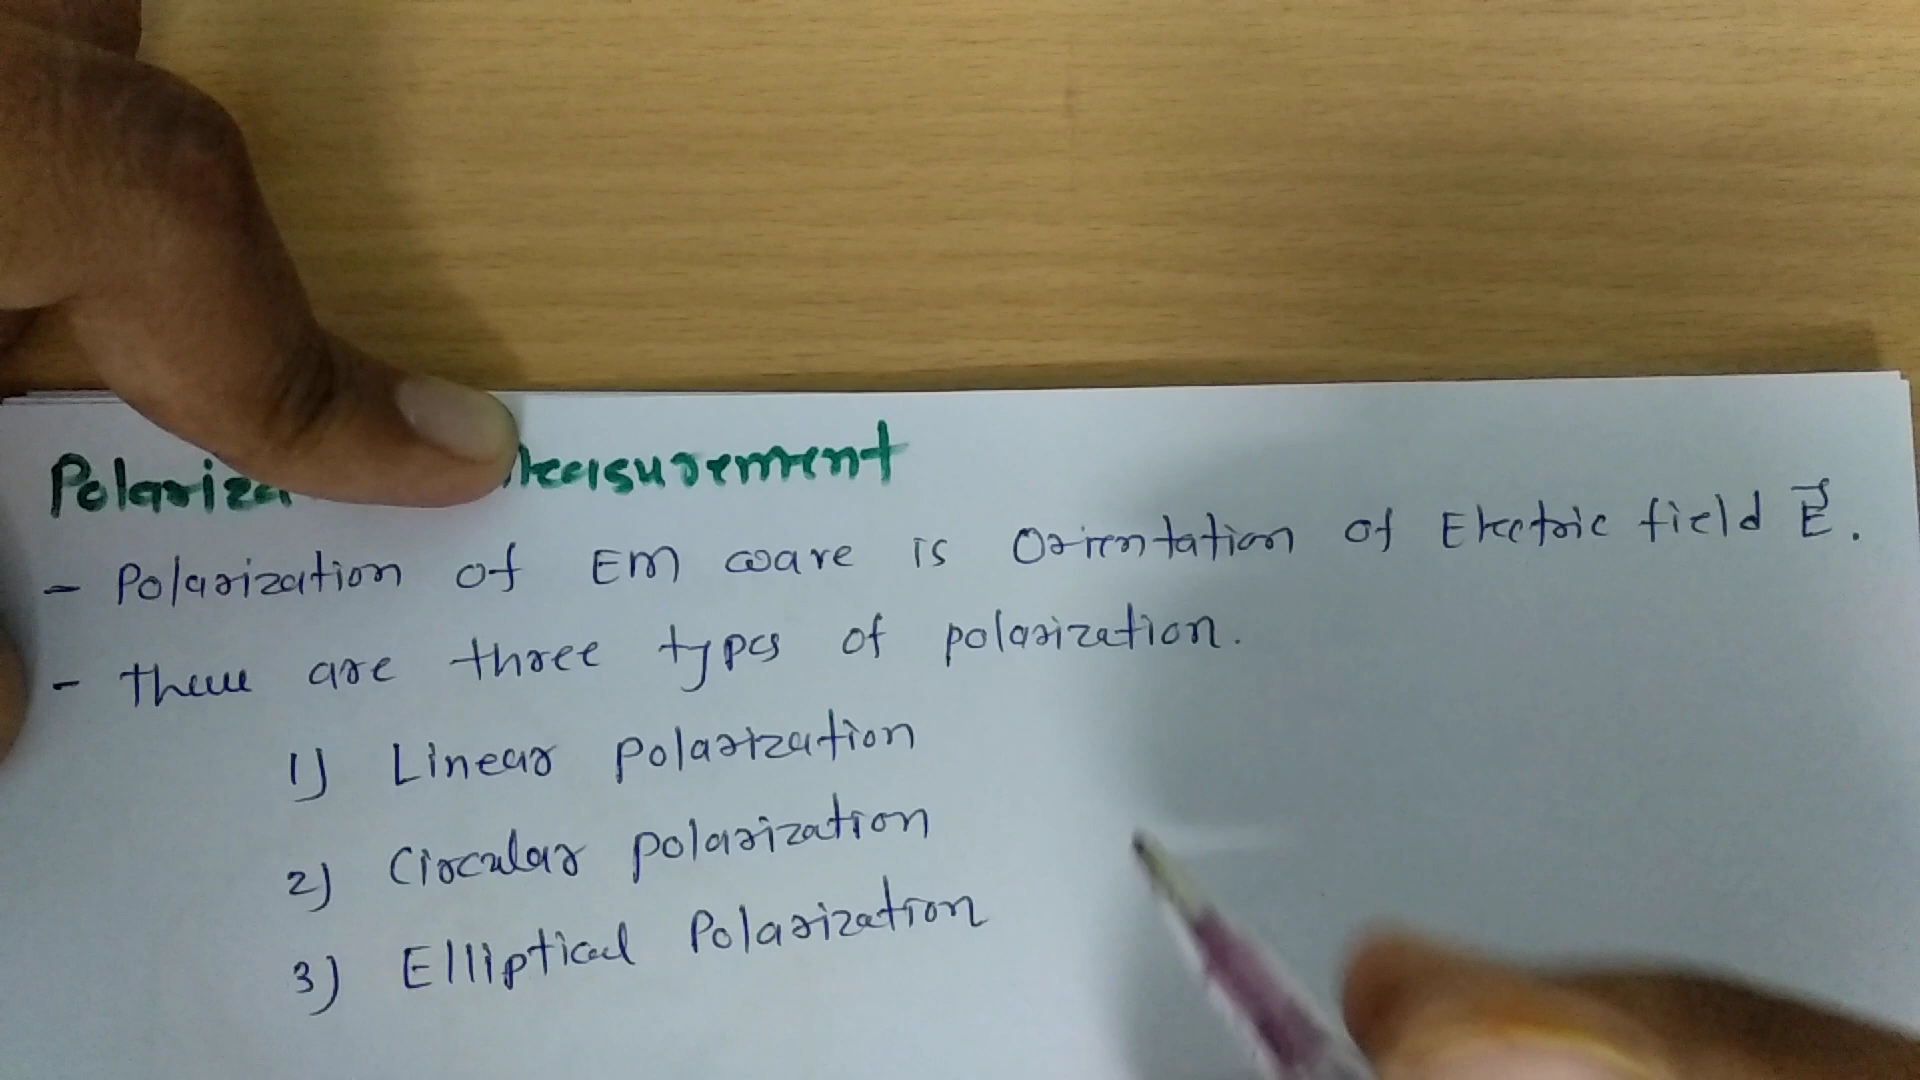 Polariza Measurement
- Polarization of EM wave is Orientation of Electric field E⃗.
- there are three types of polarization.
1) Linear polarization
2) Circular polarization
3) Elliptical Polarization